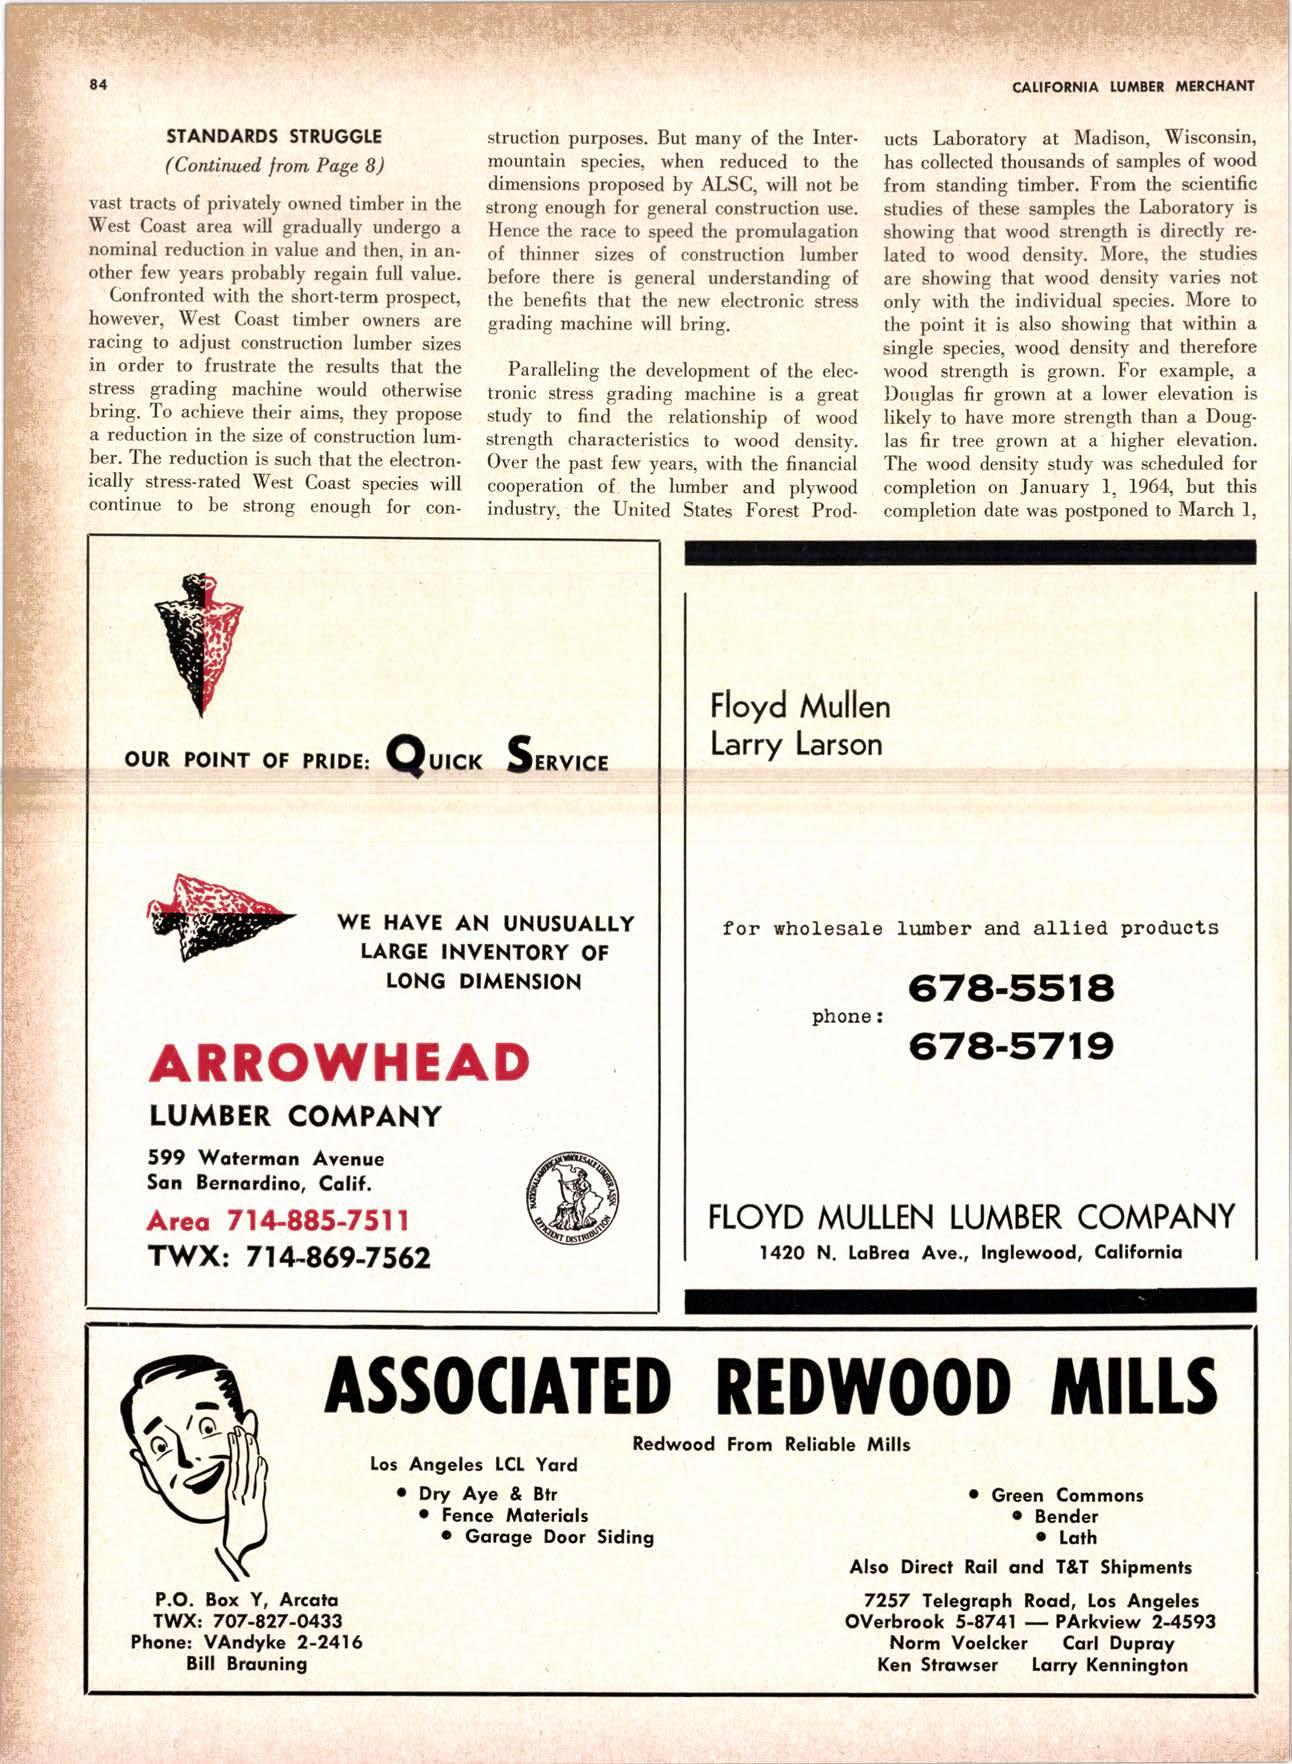 84
CALIFORNIA LUMBER MERCHANT
STANDARDS STRUGGLE
(Continued from Page 8)
vast tracts of privately owned timber in the
West Coast area will gradually undergo a
nominal reduction in value and then, in an-
other few years probably regain full value.
Confronted with the short-term prospect,
however, West Coast timber owners are
racing to adjust construction lumber sizes
in order to frustrate the results that the
stress grading machine would otherwise
bring. To achieve their aims, they propose
a reduction in the size of construction lum-
ber. The reduction is such that the electron-
ically stress-rated West Coast species will
continue to be strong enough for con-
struction purposes. But many of the Inter-
mountain species, when reduced to the
dimensions proposed by ALSC, will not be
strong enough for general construction use.
Hence the race to speed the promulagation
of thinner sizes of construction lumber
before there is general understanding of
the benefits that the new electronic stress
grading machine will bring.
Paralleling the development of the elec-
tronic stress grading machine is a great
study to find the relationship of wood
strength characteristics to wood density.
Over the past few years, with the financial
cooperation of the lumber and plywood
industry, the United States Forest Prod-
ucts Laboratory at Madison, Wisconsin,
has collected thousands of samples of wood
from standing timber. From the scientific
studies of these samples the Laboratory is
showing that wood strength is directly re-
lated to wood density. More, the studies
are showing that wood density varies not
only with the individual species. More to
the point it is also showing that within a
single species, wood density and therefore
wood strength is grown. For example, a
Douglas fir grown at a lower elevation is
likely to have more strength than a Doug-
las fir tree grown at a higher elevation.
The wood density study was scheduled for
completion on January 1, 1964, but this
completion date was postponed to March 1,
OUR POINT OF PRIDE: QUICK SERVICE
WE HAVE AN UNUSUALLY
LARGE INVENTORY OF
LONG DIMENSION
ARROWHEAD
LUMBER COMPANY
599 Waterman Avenue
San Bernardino, Calif.
Area 714-885-7511
TWX: 714-869-7562
NATIONAL-AMERICAN WHOLESALE LUMBER ASSN.
EFFICIENT DISTRIBUTION
Floyd Mullen
Larry Larson
for wholesale lumber and allied products
678-5518
phone:
678-5719
FLOYD MULLEN LUMBER COMPANY
1420 N. LaBrea Ave., Inglewood, California
ASSOCIATED REDWOOD MILLS
Redwood From Reliable Mills
Los Angeles LCL Yard
• Dry Aye & Btr
• Fence Materials
• Garage Door Siding
• Green Commons
• Bender
• Lath
Also Direct Rail and T&T Shipments
P.O. Box Y, Arcata
TWX: 707-827-0433
Phone: VAndyke 2-2416
Bill Brauning
7257 Telegraph Road, Los Angeles
OVerbrook 5-8741 — PArkview 2-4593
Norm Voelcker Carl Dupray
Ken Strawser Larry Kennington